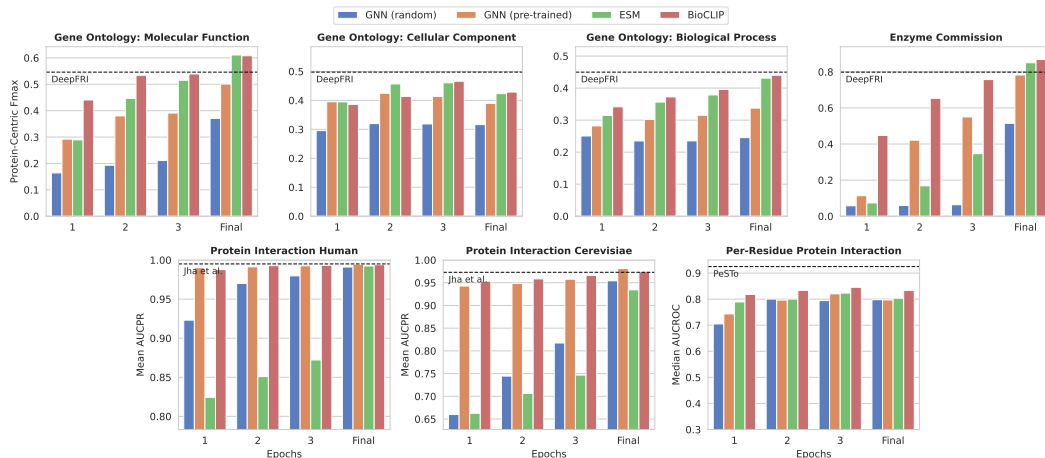 GNN (random) GNN (pre-trained) ESM BioCLIP
Gene Ontology: Molecular Function
Protein-Centric Fmax
0.6
0.5
0.4
0.3
0.2
0.1
0.0
DeepFRI
1 2 3 Final
Gene Ontology: Cellular Component
0.5
0.4
0.3
0.2
0.1
0.0
DeepFRI
1 2 3 Final
Gene Ontology: Biological Process
0.5
0.4
0.3
0.2
0.1
0.0
DeepFRI
1 2 3 Final
Enzyme Commission
0.8
0.6
0.4
0.2
0.0
DeepFRI
1 2 3 Final
Protein Interaction Human
Mean AUCPR
1.00
0.95
0.90
0.85
0.80
Jha et al.
1 2 3 Final
Epochs
Protein Interaction Cerevisiae
Mean AUCPR
1.00
0.95
0.90
0.85
0.80
0.75
0.70
0.65
Jha et al.
1 2 3 Final
Epochs
Per-Residue Protein Interaction
Median AUCROC
0.9
0.8
0.7
0.6
0.5
0.4
0.3
PeSTo
1 2 3 Final
Epochs